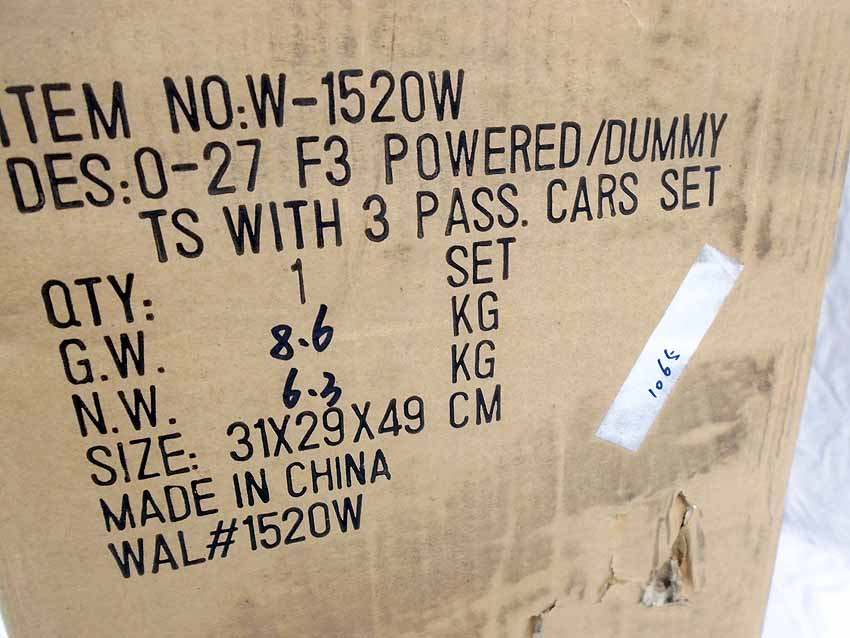 ITEM NO:W-1520W
DES:O-27 F3 POWERED/DUMMY
TS WITH 3 PASS. CARS SET
QTY: 1 SET
G.W. 8.6 KG
N.W. 6.3 KG
SIZE: 31X29X49 CM
MADE IN CHINA
WAL#1520W
1065